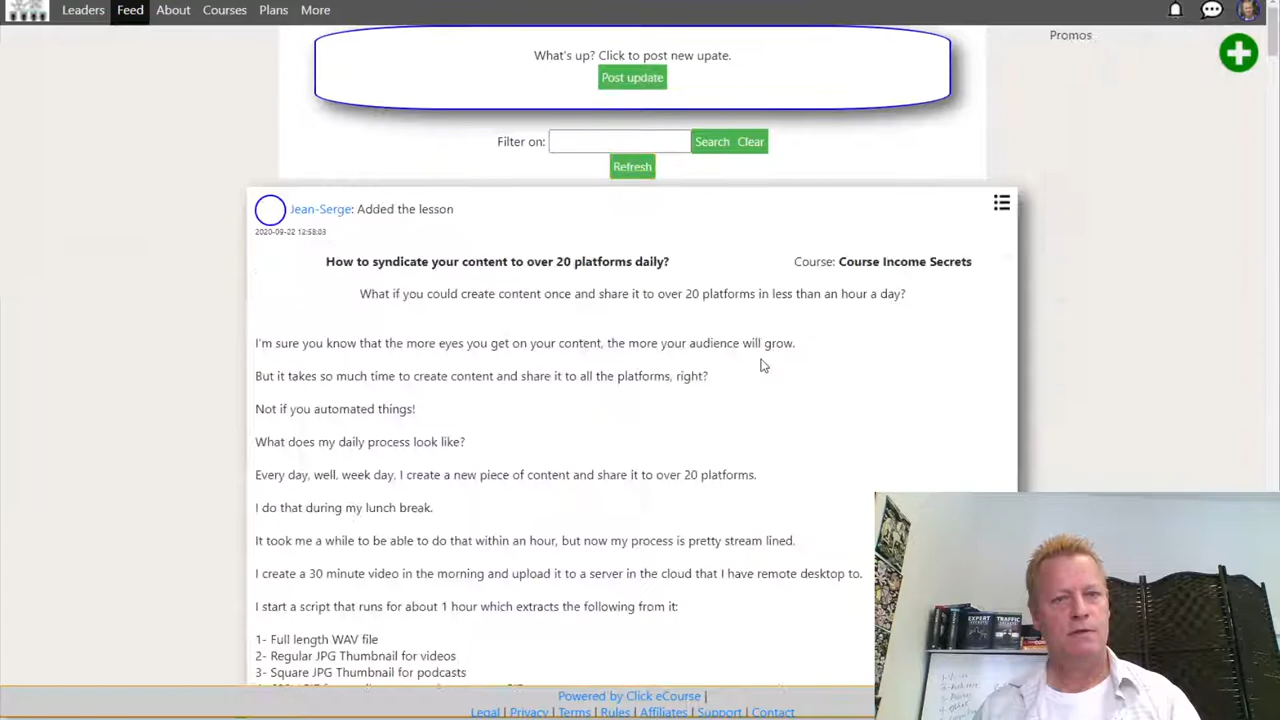 Leaders Feed About Courses Plans More
Promos
What's up? Click to post new upate.
Post update
Filter on: Search Clear
Refresh
Jean-Serge: Added the lesson
2020-09-22 12:58:03
How to syndicate your content to over 20 platforms daily? Course: Course Income Secrets
What if you could create content once and share it to over 20 platforms in less than an hour a day?
I'm sure you know that the more eyes you get on your content, the more your audience will grow.
But it takes so much time to create content and share it to all the platforms, right?
Not if you automated things!
What does my daily process look like?
Every day, well, week day, I create a new piece of content and share it to over 20 platforms.
I do that during my lunch break.
It took me a while to be able to do that within an hour, but now my process is pretty stream lined.
I create a 30 minute video in the morning and upload it to a server in the cloud that I have remote desktop to.
I start a script that runs for about 1 hour which extracts the following from it:
1- Full length WAV file
2- Regular JPG Thumbnail for videos
3- Square JPG Thumbnail for podcasts
EXPERT SECRETS
TRAFFIC SECRETS
Powered by Click eCourse |
Legal | Privacy | Terms | Rules | Affiliates | Support | Contact